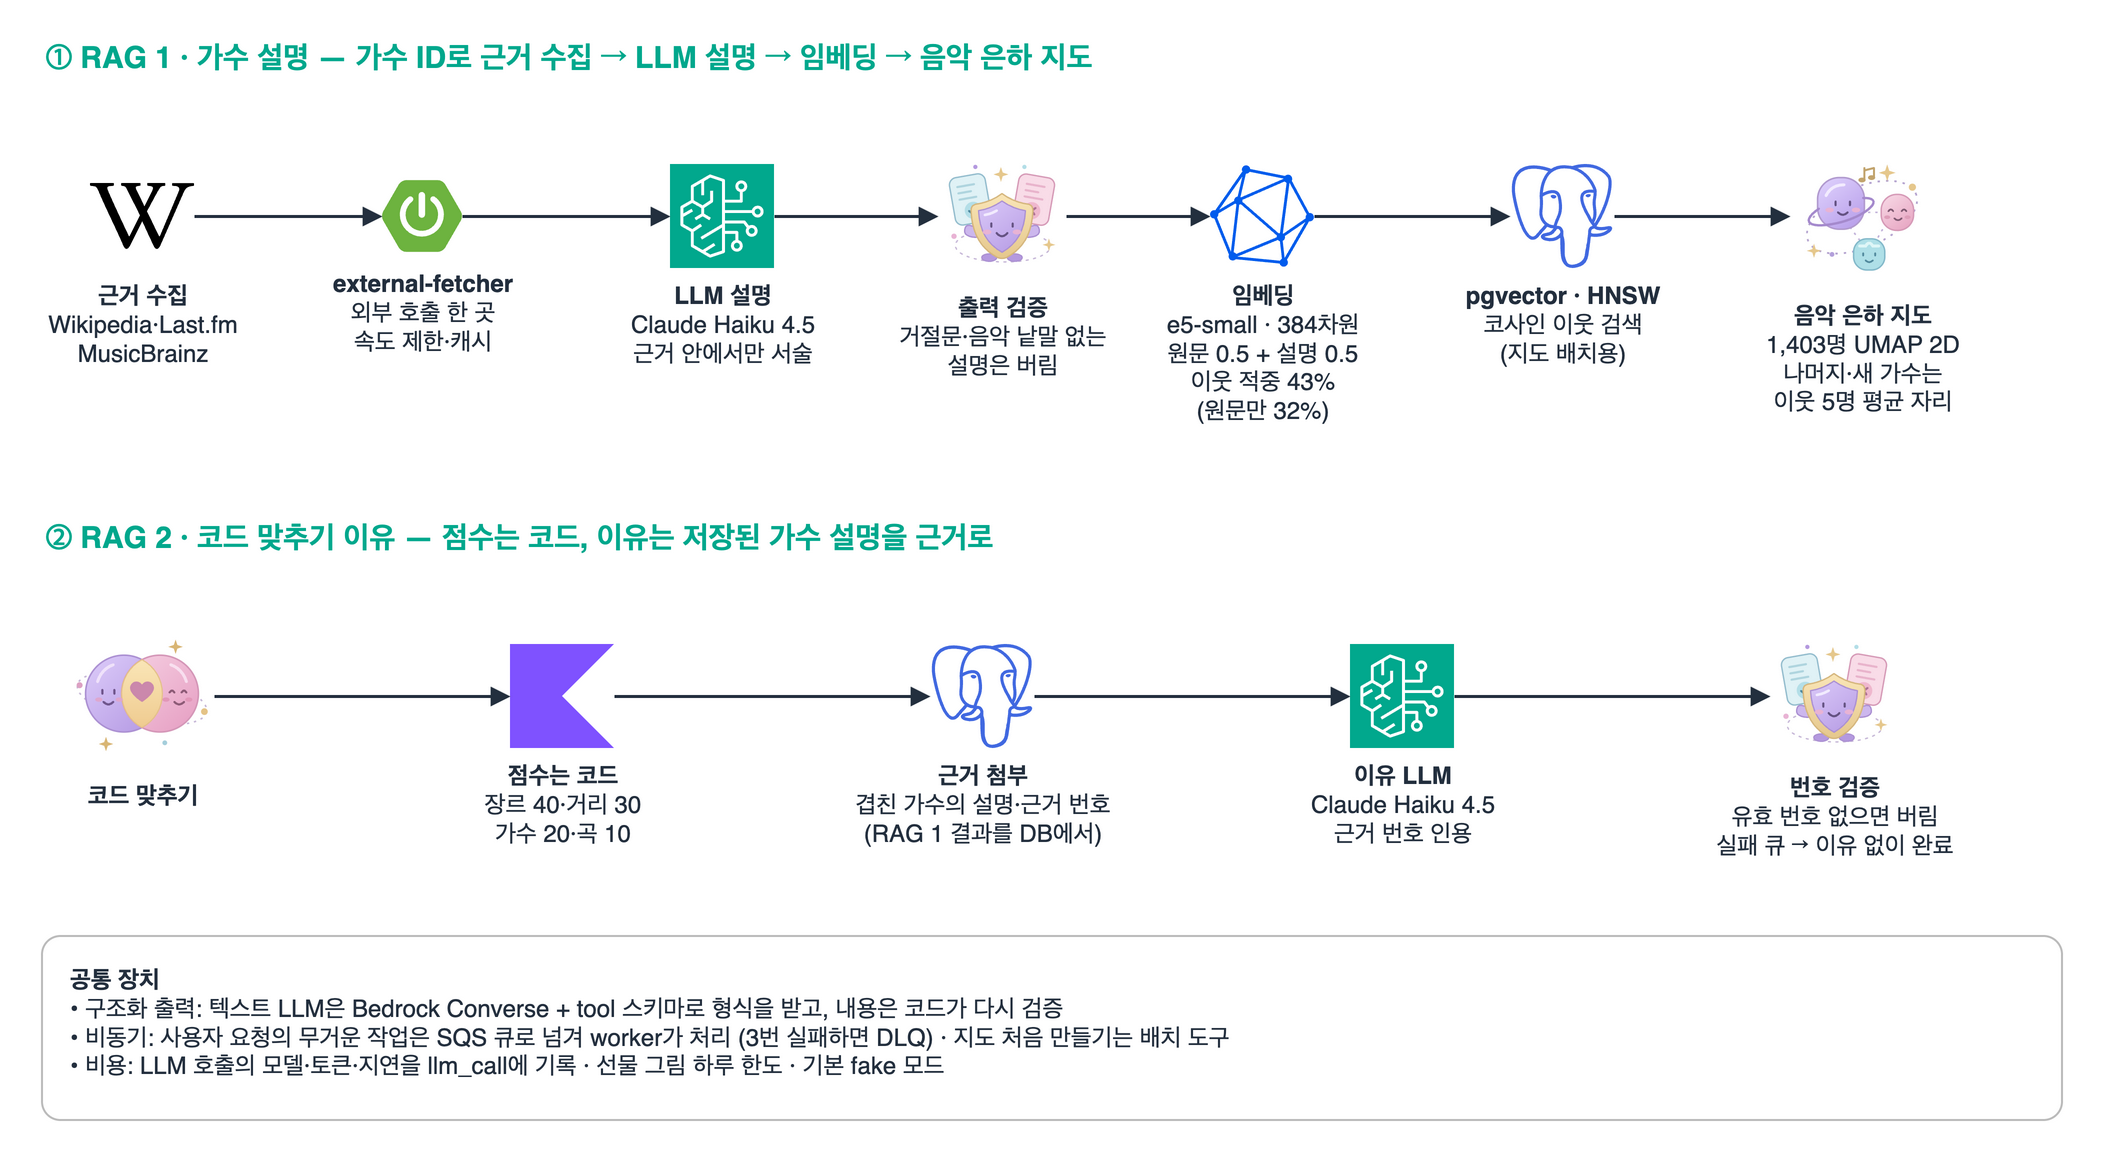 ① RAG 1 · 가수 설명 — 가수 ID로 근거 수집 → LLM 설명 → 임베딩 → 음악 은하 지도
근거 수집
Wikipedia·Last.fm
MusicBrainz
external-fetcher
외부 호출 한 곳
속도 제한·캐시
LLM 설명
Claude Haiku 4.5
근거 안에서만 서술
출력 검증
거절문·음악 낱말 없는
설명은 버림
임베딩
e5-small · 384차원
원문 0.5 + 설명 0.5
이웃 적중 43%
(원문만 32%)
pgvector · HNSW
코사인 이웃 검색
(지도 배치용)
음악 은하 지도
1,403명 UMAP 2D
나머지·새 가수는
이웃 5명 평균 자리
② RAG 2 · 코드 맞추기 이유 — 점수는 코드, 이유는 저장된 가수 설명을 근거로
코드 맞추기
점수는 코드
장르 40·거리 30
가수 20·곡 10
근거 첨부
겹친 가수의 설명·근거 번호
(RAG 1 결과를 DB에서)
이유 LLM
Claude Haiku 4.5
근거 번호 인용
번호 검증
유효 번호 없으면 버림
실패 큐 → 이유 없이 완료
공통 장치
• 구조화 출력: 텍스트 LLM은 Bedrock Converse + tool 스키마로 형식을 받고, 내용은 코드가 다시 검증
• 비동기: 사용자 요청의 무거운 작업은 SQS 큐로 넘겨 worker가 처리 (3번 실패하면 DLQ) · 지도 처음 만들기는 배치 도구
• 비용: LLM 호출의 모델·토큰·지연을 llm_call에 기록 · 선물 그림 하루 한도 · 기본 fake 모드